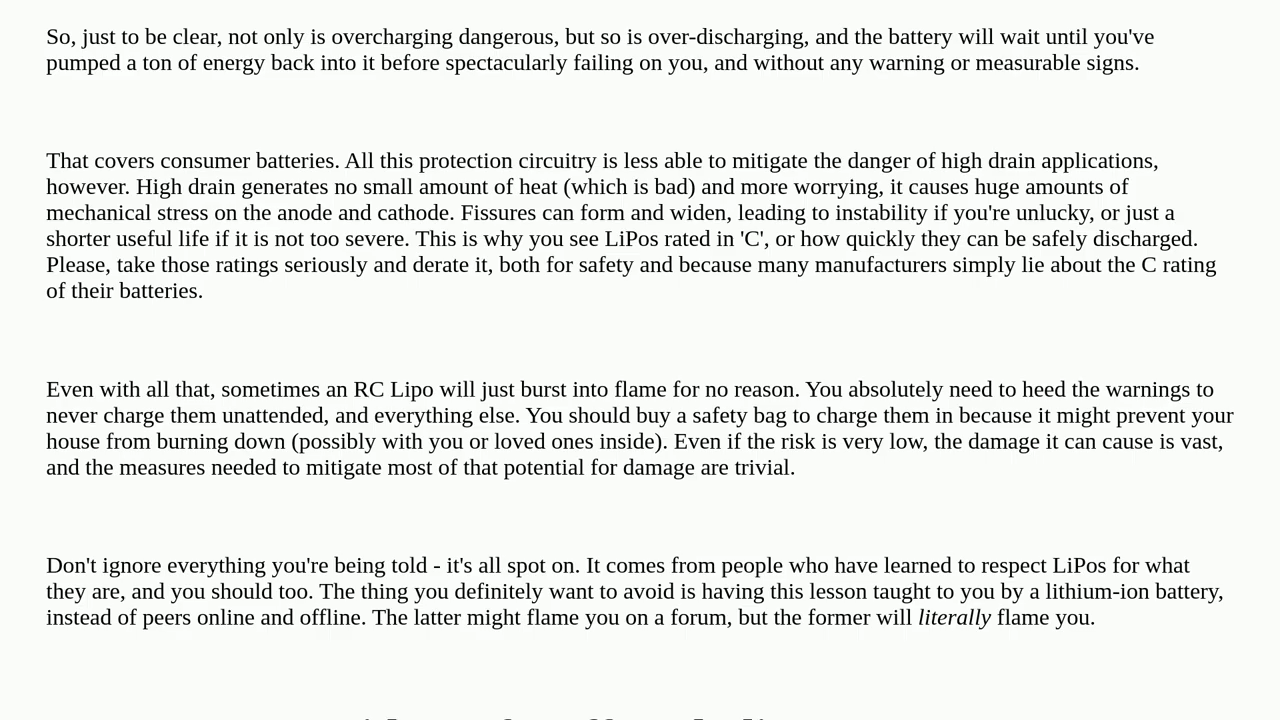 So, just to be clear, not only is overcharging dangerous, but so is over-discharging, and the battery will wait until you've
pumped a ton of energy back into it before spectacularly failing on you, and without any warning or measurable signs.
That covers consumer batteries. All this protection circuitry is less able to mitigate the danger of high drain applications,
however. High drain generates no small amount of heat (which is bad) and more worrying, it causes huge amounts of
mechanical stress on the anode and cathode. Fissures can form and widen, leading to instability if you're unlucky, or just a
shorter useful life if it is not too severe. This is why you see LiPos rated in 'C', or how quickly they can be safely discharged.
Please, take those ratings seriously and derate it, both for safety and because many manufacturers simply lie about the C rating
of their batteries.
Even with all that, sometimes an RC Lipo will just burst into flame for no reason. You absolutely need to heed the warnings to
never charge them unattended, and everything else. You should buy a safety bag to charge them in because it might prevent your
house from burning down (possibly with you or loved ones inside). Even if the risk is very low, the damage it can cause is vast,
and the measures needed to mitigate most of that potential for damage are trivial.
Don't ignore everything you're being told - it's all spot on. It comes from people who have learned to respect LiPos for what
they are, and you should too. The thing you definitely want to avoid is having this lesson taught to you by a lithium-ion battery,
instead of peers online and offline. The latter might flame you on a forum, but the former will literally flame you.